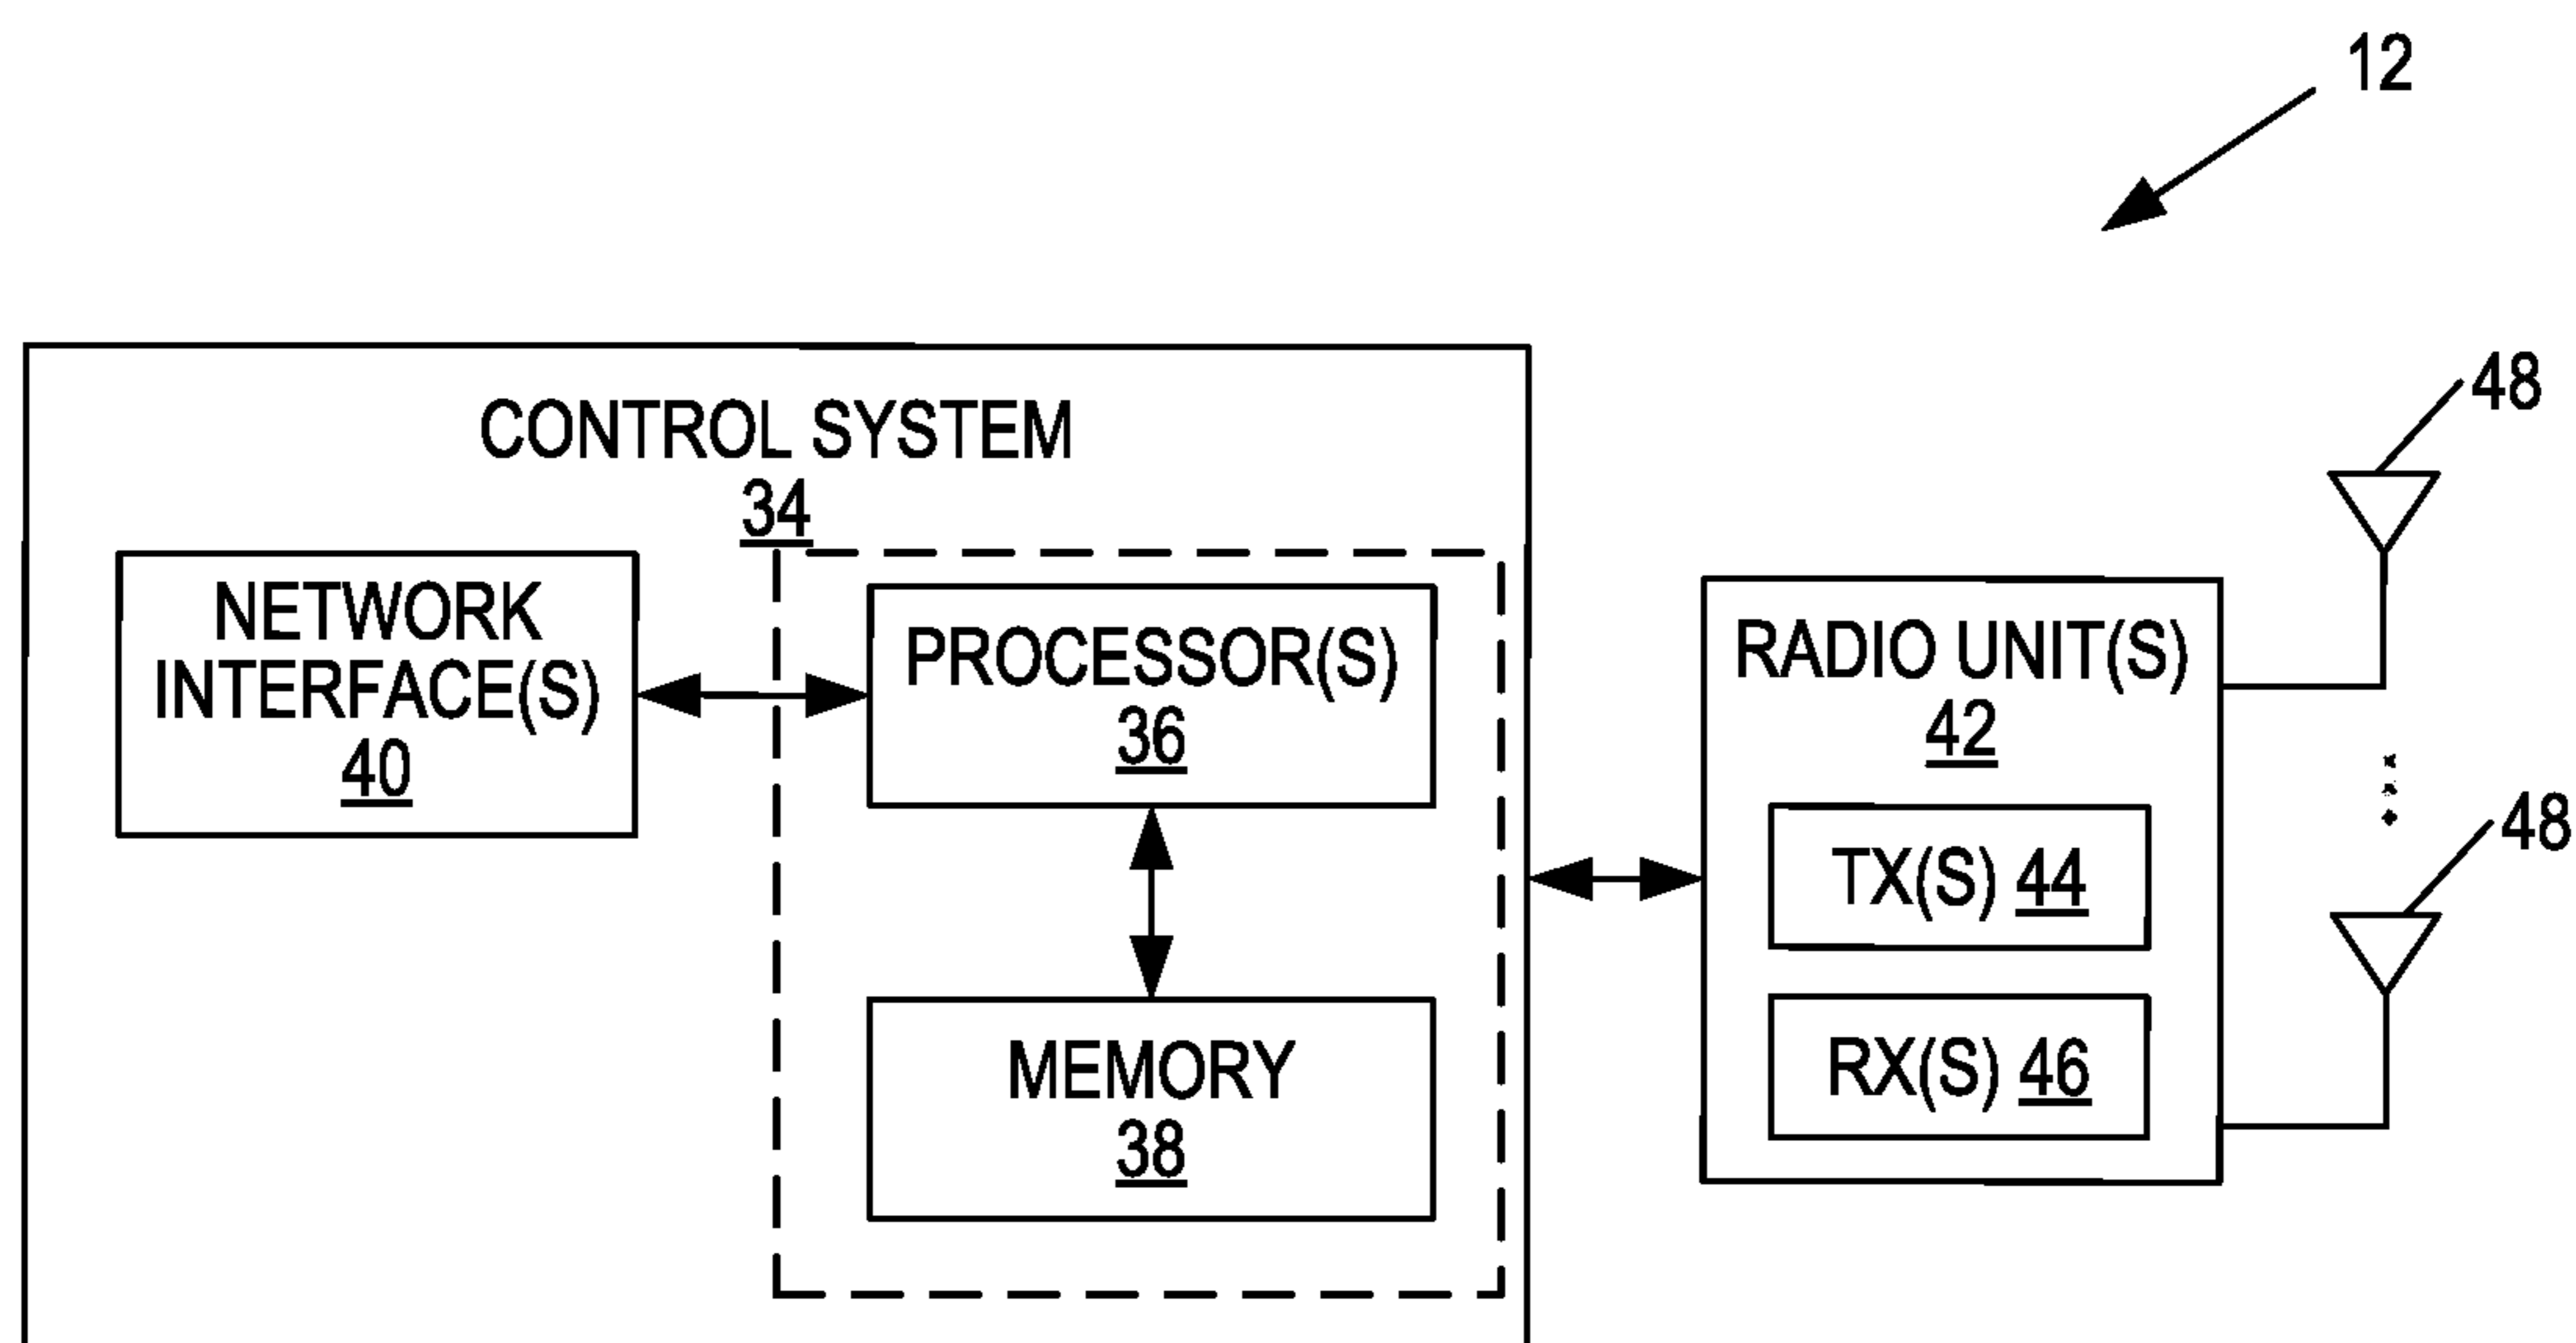 12
CONTROL SYSTEM
34
NETWORK
INTERFACE(S)
40
PROCESSOR(S)
36
MEMORY
38
RADIO UNIT(S)
42
TX(S) 44
RX(S) 46
48
48